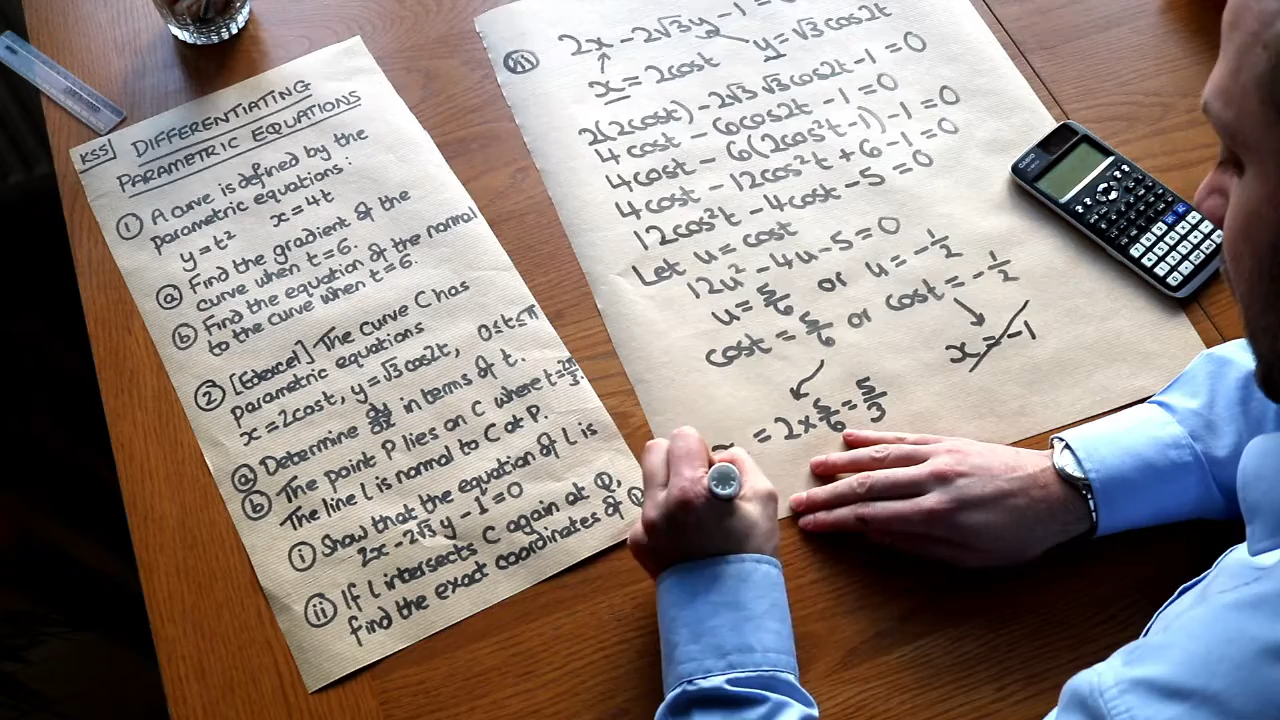 KS5
DIFFERENTIATING
PARAMETRIC EQUATIONS
① A curve is defined by the
parametric equations:
y = t² x = 4t
ⓐ Find the gradient of the
curve when t=6.
ⓑ Find the equation of the normal
to the curve when t=6.
② [Edexcel] The curve C has
parametric equations
x = 2cost, y = √3 cos2t, 0≤t≤π
ⓐ Determine dy/dx in terms of t.
ⓑ The point P lies on C where t=2π/3.
The line l is normal to C at P.
ⓘ Show that the equation of l is
2x - 2√3y - 1 = 0
ⓘⓘ If l intersects C again at Q,
find the exact coordinates of Q
ⓘⓘ 2x - 2√3y - 1 = 0
x = 2cost y = √3 cos2t
2(2cost) - 2√3 √3cos2t - 1 = 0
4cost - 6cos2t - 1 = 0
4cost - 6(2cos²t - 1) - 1 = 0
4cost - 12cos²t + 6 - 1 = 0
12cos²t - 4cost - 5 = 0
Let u = cost
12u² - 4u - 5 = 0
u = 5/6 or u = -1/2
cost = 5/6 or cost = -1/2
x = -1
= 2 × 5/6 = 5/3
CASIO